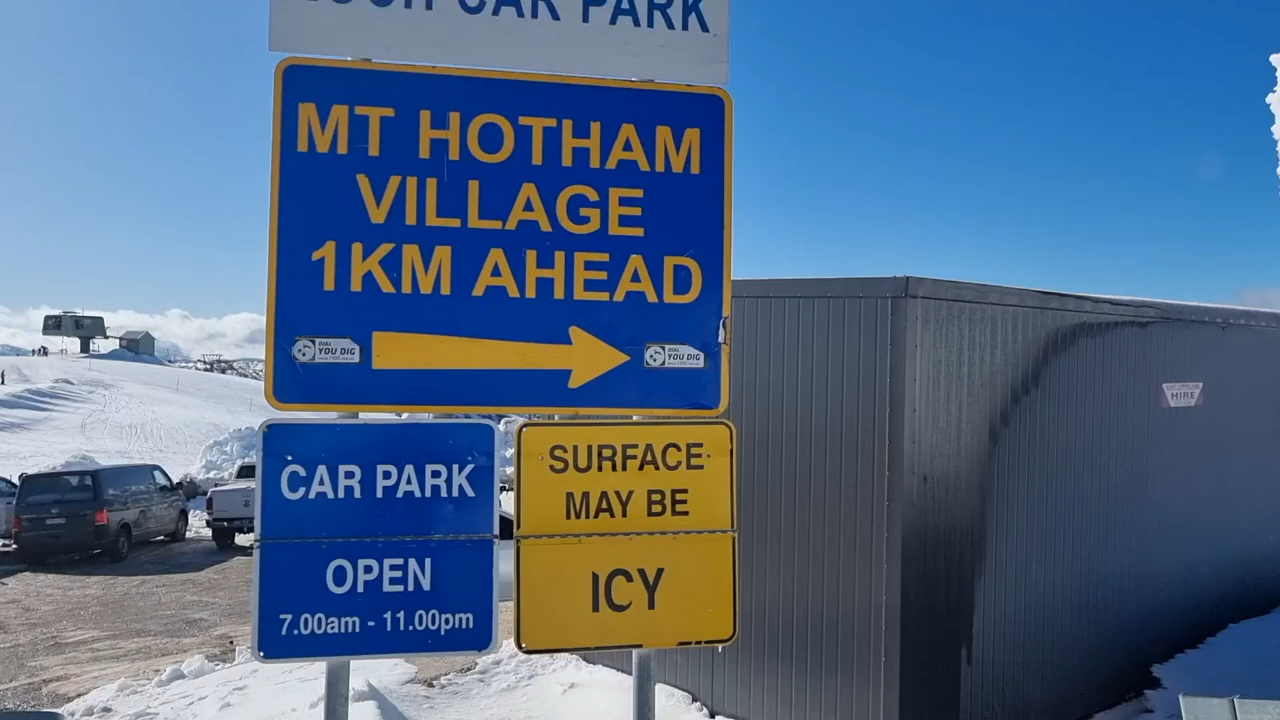 CAR PARK
MT HOTHAM
VILLAGE
1KM AHEAD
DIAL
YOU DIG
DIAL
YOU DIG
CAR PARK
OPEN
7.00am - 11.00pm
SURFACE
MAY BE
ICY
HIRE